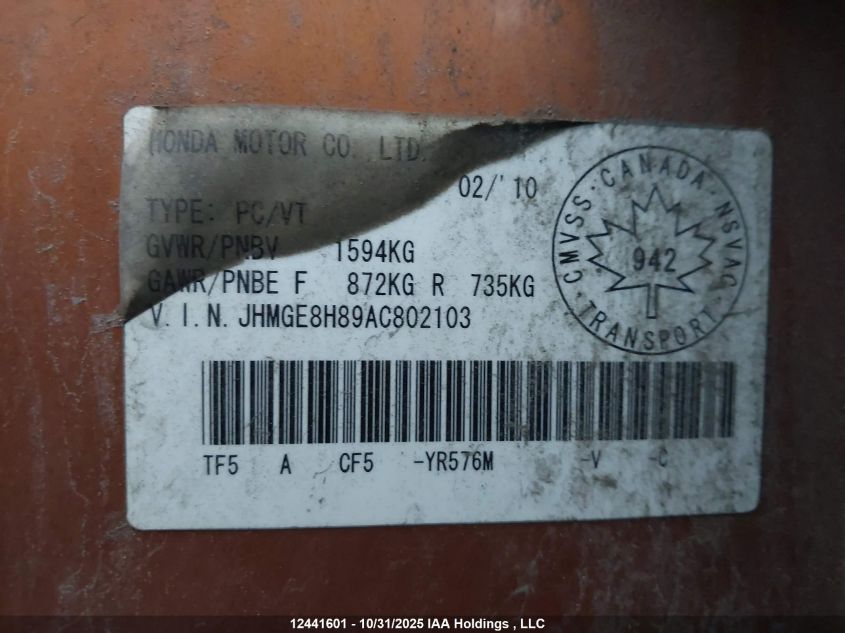 HONDA MOTOR CO. LTD.
02/'10
TYPE: PC/VT
GVWR/PNBV 1594KG
GAWR/PNBE F 872KG R 735KG
V.I.N. JHMGE8H89AC802103
CMVSS · CANADA · NSVAC
942
· TRANSPORT ·
TF5 A CF5 -YR576M -V -C
12441601 - 10/31/2025 IAA Holdings , LLC